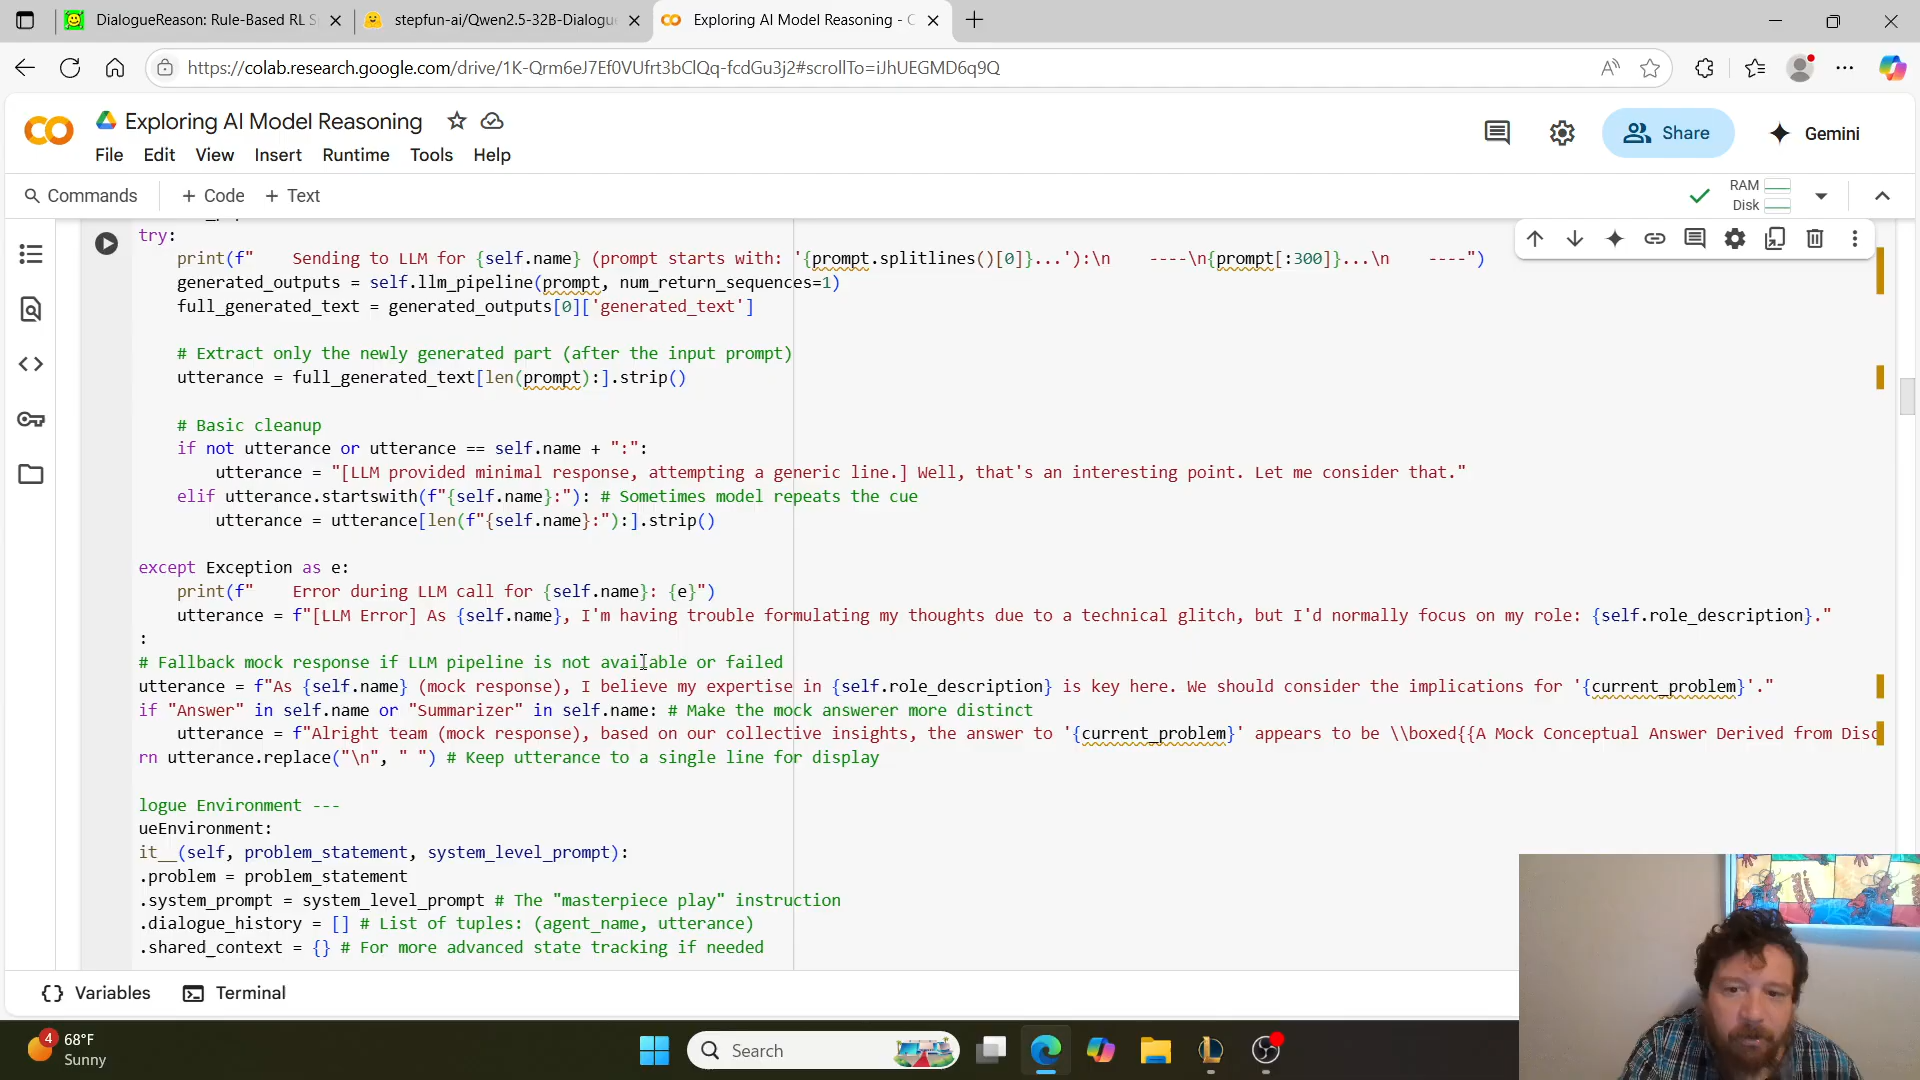 DialogueReason: Rule-Based RL S
stepfun-ai/Qwen2.5-32B-Dialogue
Exploring AI Model Reasoning - C
https://colab.research.google.com/drive/1K-Qrm6eJ7Ef0VUfrt3bClQq-fcdGu3j2#scrollTo=iJhUEGMD6q9Q
Exploring AI Model Reasoning
File Edit View Insert Runtime Tools Help
Share
Gemini
Commands + Code + Text
RAM
Disk
try:
print(f"    Sending to LLM for {self.name} (prompt starts with: '{prompt.splitlines()[0]}...'):\n    ----\n{prompt[:300]}...\n    ----")
generated_outputs = self.llm_pipeline(prompt, num_return_sequences=1)
full_generated_text = generated_outputs[0]['generated_text']
# Extract only the newly generated part (after the input prompt)
utterance = full_generated_text[len(prompt):].strip()
# Basic cleanup
if not utterance or utterance == self.name + ":":
utterance = "[LLM provided minimal response, attempting a generic line.] Well, that's an interesting point. Let me consider that."
elif utterance.startswith(f"{self.name}:"): # Sometimes model repeats the cue
utterance = utterance[len(f"{self.name}:"):].strip()
except Exception as e:
print(f"    Error during LLM call for {self.name}: {e}")
utterance = f"[LLM Error] As {self.name}, I'm having trouble formulating my thoughts due to a technical glitch, but I'd normally focus on my role: {self.role_description}."
:
# Fallback mock response if LLM pipeline is not available or failed
utterance = f"As {self.name} (mock response), I believe my expertise in {self.role_description} is key here. We should consider the implications for '{current_problem}'."
if "Answer" in self.name or "Summarizer" in self.name: # Make the mock answerer more distinct
utterance = f"Alright team (mock response), based on our collective insights, the answer to '{current_problem}' appears to be \\boxed{{A Mock Conceptual Answer Derived from Disc
rn utterance.replace("\n", " ") # Keep utterance to a single line for display
logue Environment ---
ueEnvironment:
it__(self, problem_statement, system_level_prompt):
.problem = problem_statement
.system_prompt = system_level_prompt # The "masterpiece play" instruction
.dialogue_history = [] # List of tuples: (agent_name, utterance)
.shared_context = {} # For more advanced state tracking if needed
Variables
Terminal
4
68°F
Sunny
Search